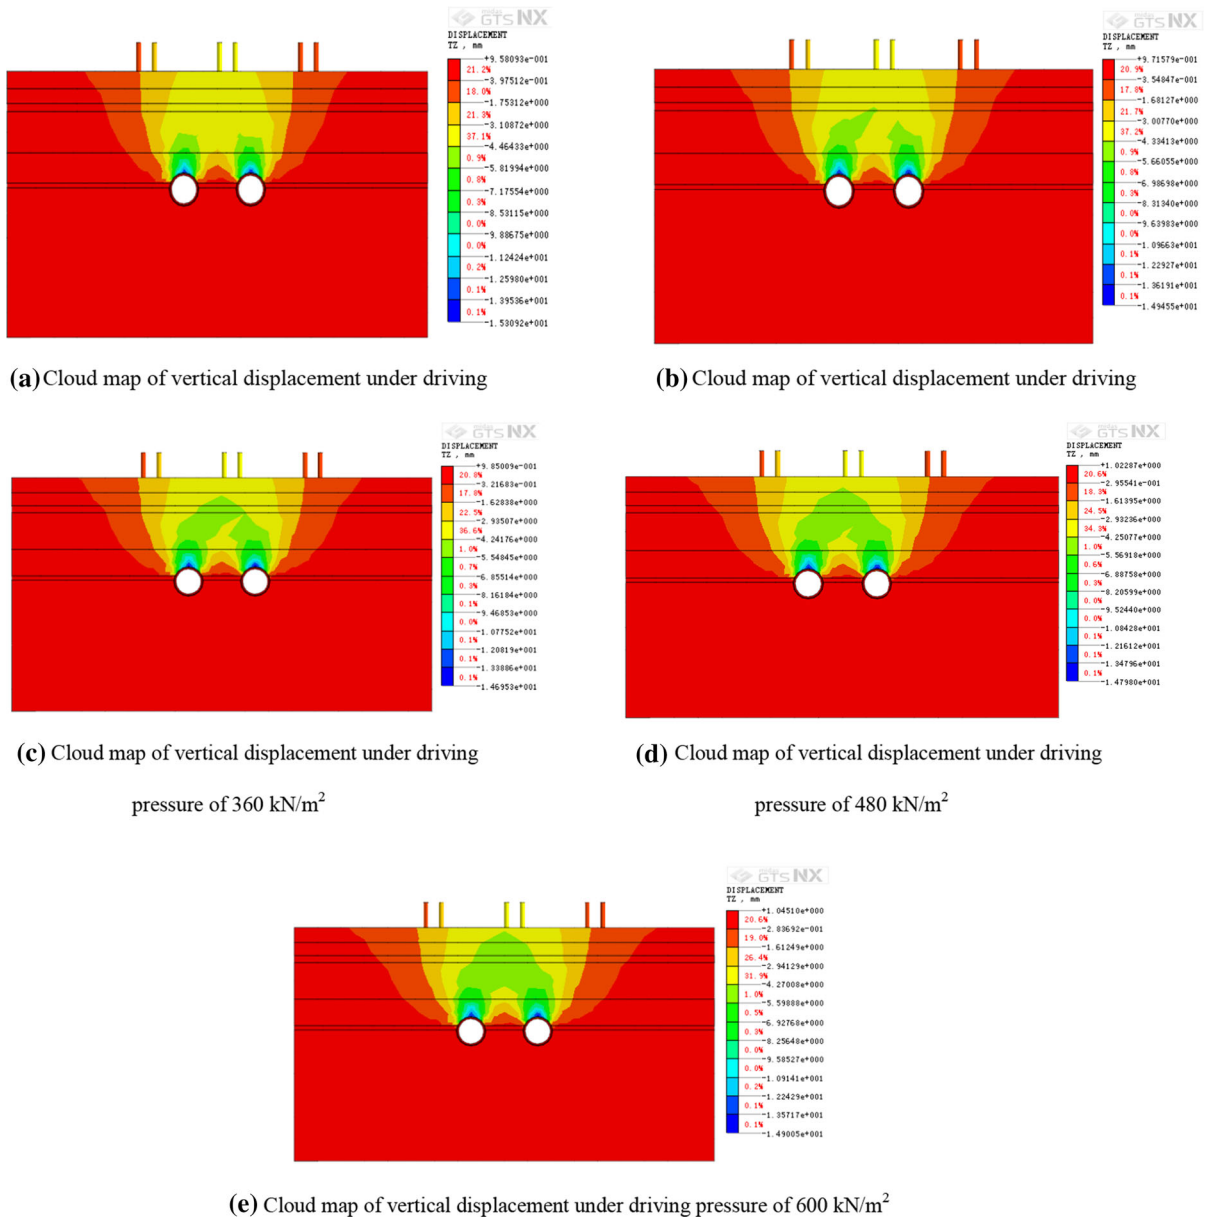 GTS NX
DISPLACEMENT
TZ , mm
+9.58093e-001
21.2%
-3.97512e-001
18.0%
-1.75312e+000
21.3%
-3.10872e+000
37.1%
-4.46433e+000
0.9%
-5.81994e+000
0.8%
-7.17554e+000
0.3%
-8.53115e+000
0.0%
-9.88675e+000
0.0%
-1.12424e+001
0.2%
-1.25980e+001
0.1%
-1.39536e+001
0.1%
-1.53092e+001
(a) Cloud map of vertical displacement under driving
GTS NX
DISPLACEMENT
TZ , mm
+9.71579e-001
20.9%
-3.54847e-001
17.8%
-1.68127e+000
21.7%
-3.00770e+000
37.2%
-4.33413e+000
0.9%
-5.66055e+000
0.8%
-6.98698e+000
0.3%
-8.31340e+000
0.0%
-9.63983e+000
0.0%
-1.09663e+001
0.1%
-1.22927e+001
0.1%
-1.36191e+001
0.1%
-1.49455e+001
(b) Cloud map of vertical displacement under driving
GTS NX
DISPLACEMENT
TZ , mm
+9.85009e-001
20.8%
-3.21683e-001
17.8%
-1.62838e+000
22.5%
-2.93507e+000
36.6%
-4.24176e+000
1.0%
-5.54845e+000
0.7%
-6.85514e+000
0.3%
-8.16184e+000
0.1%
-9.46853e+000
0.0%
-1.07752e+001
0.1%
-1.20819e+001
0.1%
-1.33886e+001
0.1%
-1.46953e+001
(c) Cloud map of vertical displacement under driving
pressure of 360 kN/m²
GTS NX
DISPLACEMENT
TZ , mm
+1.02287e+000
20.6%
-2.95541e-001
18.3%
-1.61395e+000
24.5%
-2.93236e+000
34.3%
-4.25077e+000
1.0%
-5.56918e+000
0.6%
-6.88758e+000
0.3%
-8.20599e+000
0.0%
-9.52440e+000
0.0%
-1.08428e+001
0.1%
-1.21612e+001
0.1%
-1.34796e+001
0.1%
-1.47980e+001
(d) Cloud map of vertical displacement under driving
pressure of 480 kN/m²
GTS NX
DISPLACEMENT
TZ , mm
+1.04510e+000
20.6%
-2.83692e-001
19.0%
-1.61249e+000
26.4%
-2.94129e+000
31.9%
-4.27008e+000
1.0%
-5.59888e+000
0.5%
-6.92768e+000
0.3%
-8.25648e+000
0.0%
-9.58527e+000
0.0%
-1.09141e+001
0.2%
-1.22429e+001
0.1%
-1.35717e+001
0.1%
-1.49005e+001
(e) Cloud map of vertical displacement under driving pressure of 600 kN/m²